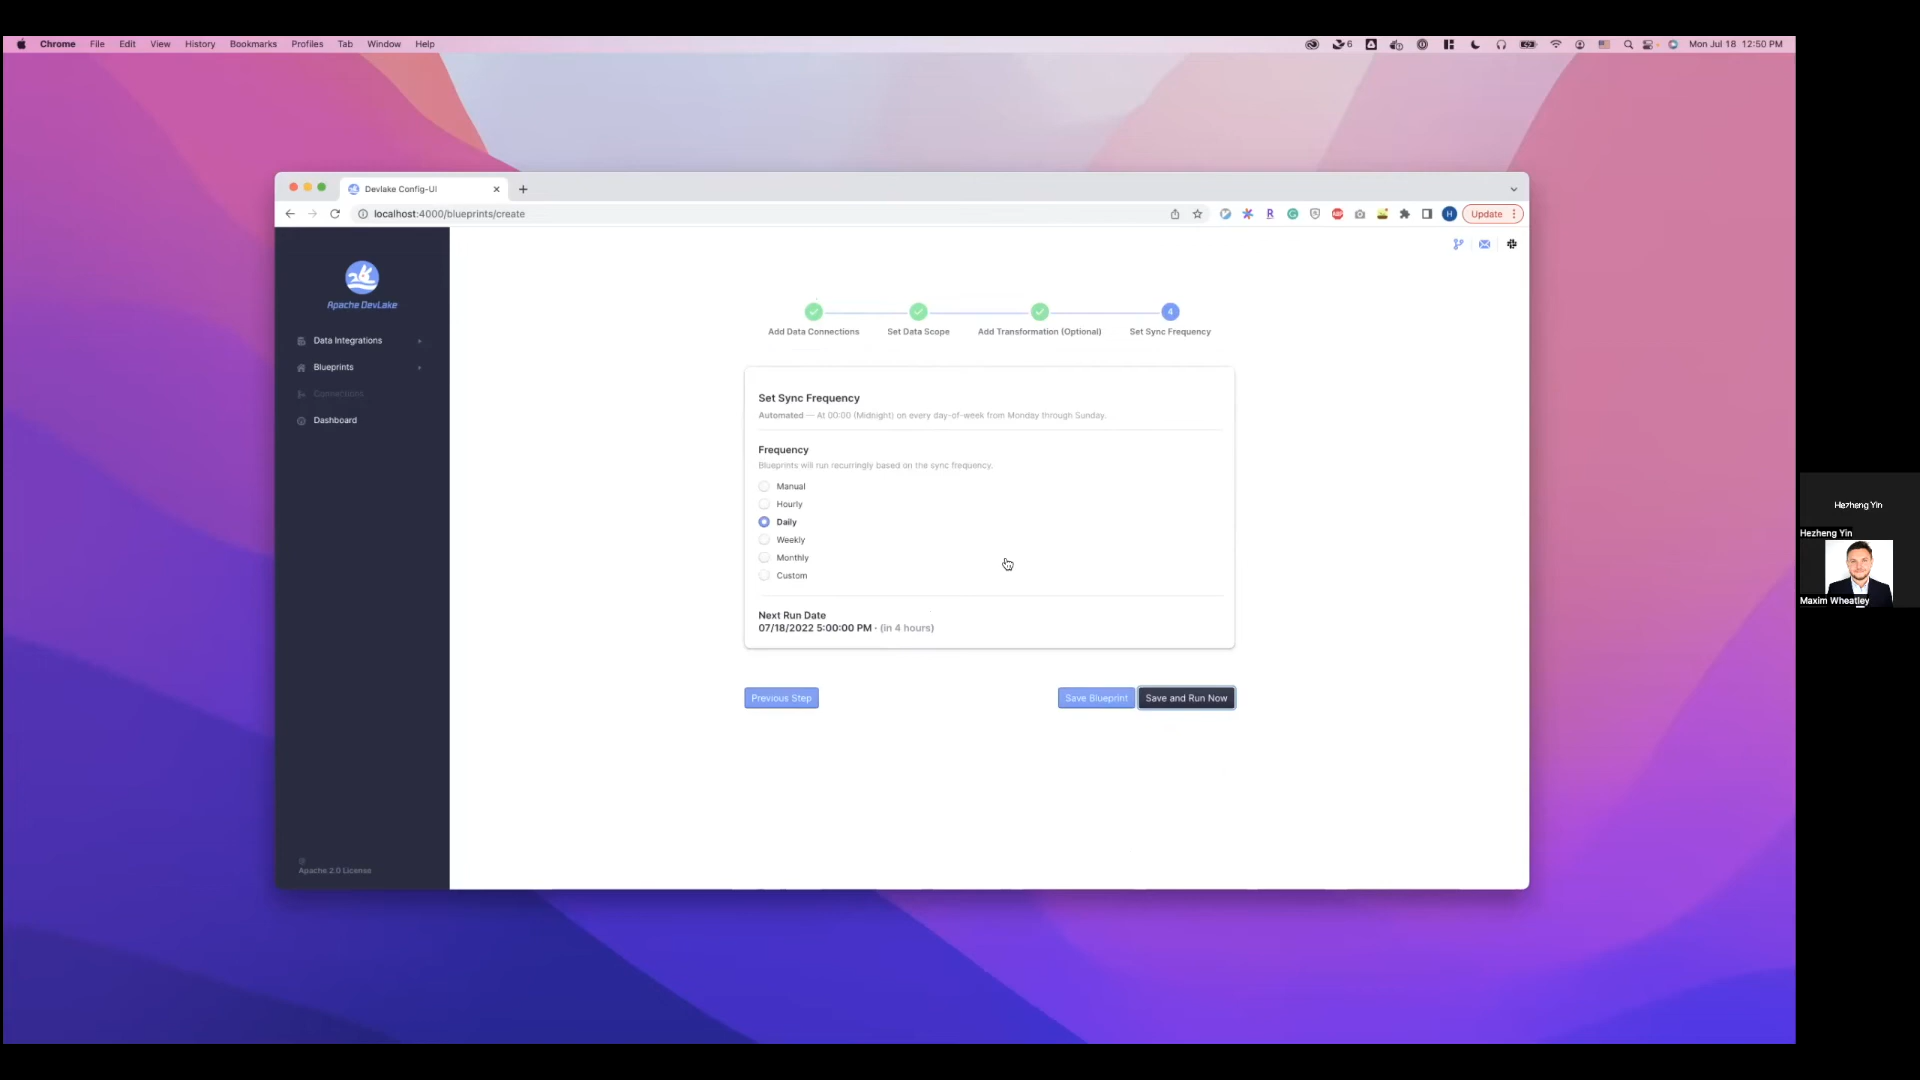 Chrome File Edit View History Bookmarks Profiles Tab Window Help
6
Mon Jul 18 12:50 PM
Devlake Config-UI
localhost:4000/blueprints/create
R
ABP
H
Update
Apache DevLake
Data Integrations
Blueprints
Connections
Dashboard
Apache 2.0 License
4
Add Data Connections
Set Data Scope
Add Transformation (Optional)
Set Sync Frequency
Set Sync Frequency
Automated — At 00:00 (Midnight) on every day-of-week from Monday through Sunday.
Frequency
Blueprints will run recurringly based on the sync frequency.
Manual
Hourly
Daily
Weekly
Monthly
Custom
Next Run Date
07/18/2022 5:00:00 PM - (in 4 hours)
Previous Step
Save Blueprint
Save and Run Now
Hezheng Yin
Hezheng Yin
Maxim Wheatley